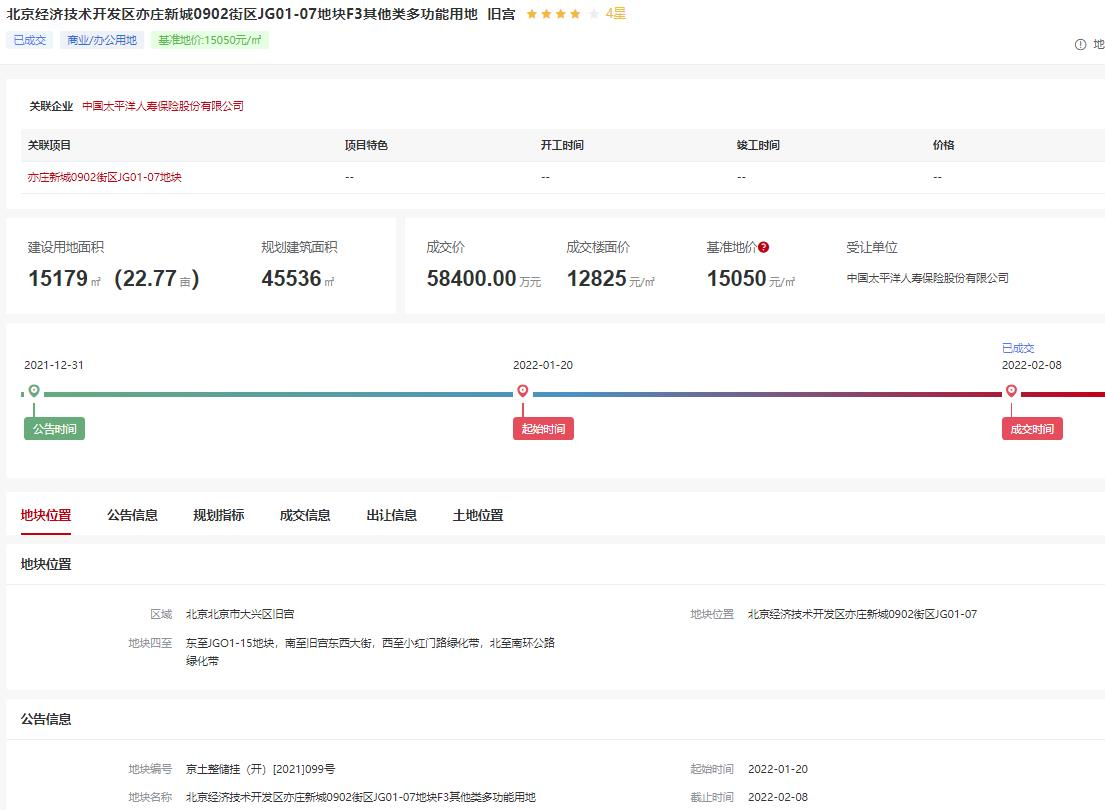 北京经济技术开发区亦庄新城0902街区JG01-07地块F3其他类多功能用地 旧宫 4星
已成交 商业/办公用地 基准地价:15050元/㎡
地
关联企业 中国太平洋人寿保险股份有限公司
关联项目 项目特色 开工时间 竣工时间 价格
亦庄新城0902街区JG01-07地块 -- -- -- --
建设用地面积 规划建筑面积 成交价 成交楼面价 基准地价 受让单位
15179㎡ (22.77亩) 45536㎡ 58400.00万元 12825元/㎡ 15050元/㎡ 中国太平洋人寿保险股份有限公司
已成交
2021-12-31 2022-01-20 2022-02-08
公告时间 起始时间 成交时间
地块位置 公告信息 规划指标 成交信息 出让信息 土地位置
地块位置
区域 北京北京市大兴区旧宫 地块位置 北京经济技术开发区亦庄新城0902街区JG01-07
地块四至 东至JGO1-15地块，南至旧宫东西大街，西至小红门路绿化带，北至南环公路
绿化带
公告信息
地块编号 京土整储挂（开）[2021]099号 起始时间 2022-01-20
地块名称 北京经济技术开发区亦庄新城0902街区JG01-07地块F3其他类多功能用地 截止时间 2022-02-08